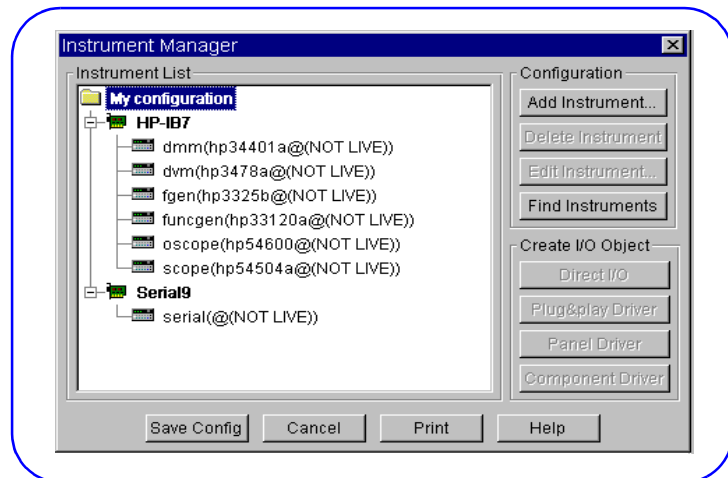 Instrument Manager
Instrument List
My configuration
HP-IB7
dmm(hp34401a@(NOT LIVE))
dvm(hp3478a@(NOT LIVE))
fgen(hp3325b@(NOT LIVE))
funcgen(hp33120a@(NOT LIVE))
oscope(hp54600@(NOT LIVE))
scope(hp54504a@(NOT LIVE))
Serial9
serial(@(NOT LIVE))
Configuration
Add Instrument...
Delete Instrument
Edit Instrument...
Find Instruments
Create I/O Object
Direct I/O
Plug&play Driver
Panel Driver
Component Driver
Save Config
Cancel
Print
Help